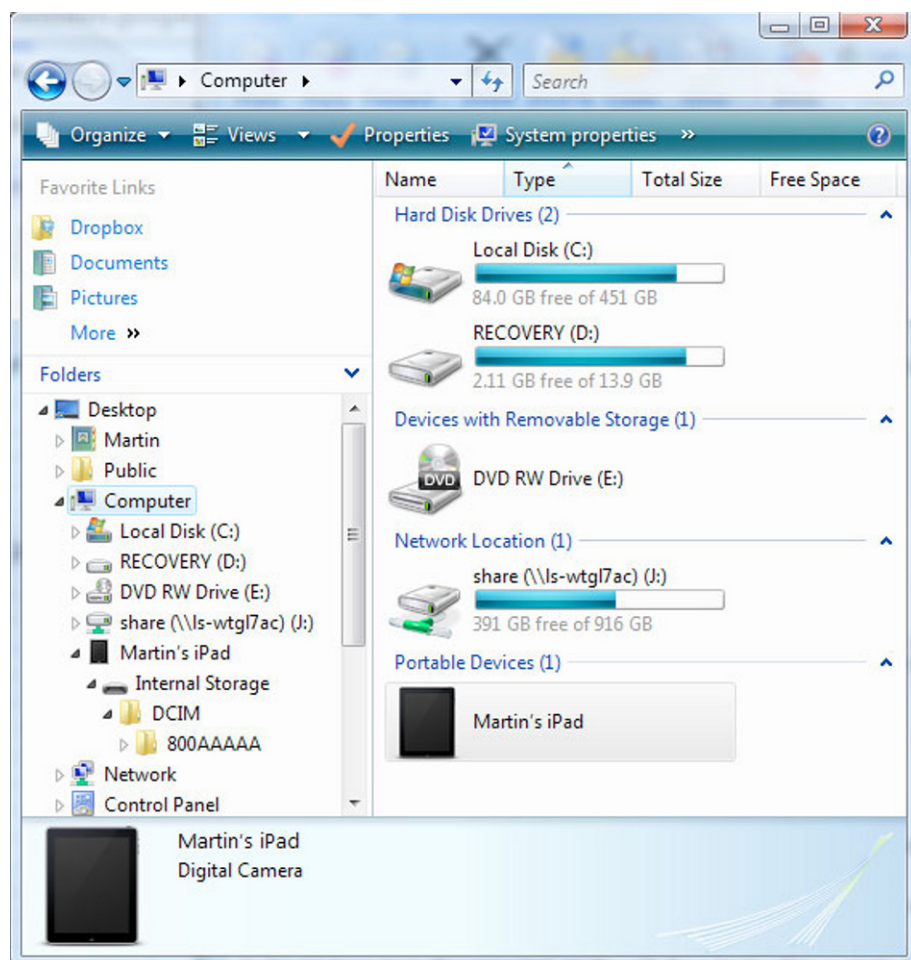 Computer
Search
Organize Views Properties System properties »
Favorite Links
Dropbox
Documents
Pictures
More »
Folders
Desktop
Martin
Public
Computer
Local Disk (C:)
RECOVERY (D:)
DVD RW Drive (E:)
share (\\ls-wtgl7ac) (J:)
Martin's iPad
Internal Storage
DCIM
800AAAAA
Network
Control Panel
Name Type Total Size Free Space
Hard Disk Drives (2)
Local Disk (C:)
84.0 GB free of 451 GB
RECOVERY (D:)
2.11 GB free of 13.9 GB
Devices with Removable Storage (1)
DVD
DVD RW Drive (E:)
Network Location (1)
share (\\ls-wtgl7ac) (J:)
391 GB free of 916 GB
Portable Devices (1)
Martin's iPad
Martin's iPad
Digital Camera